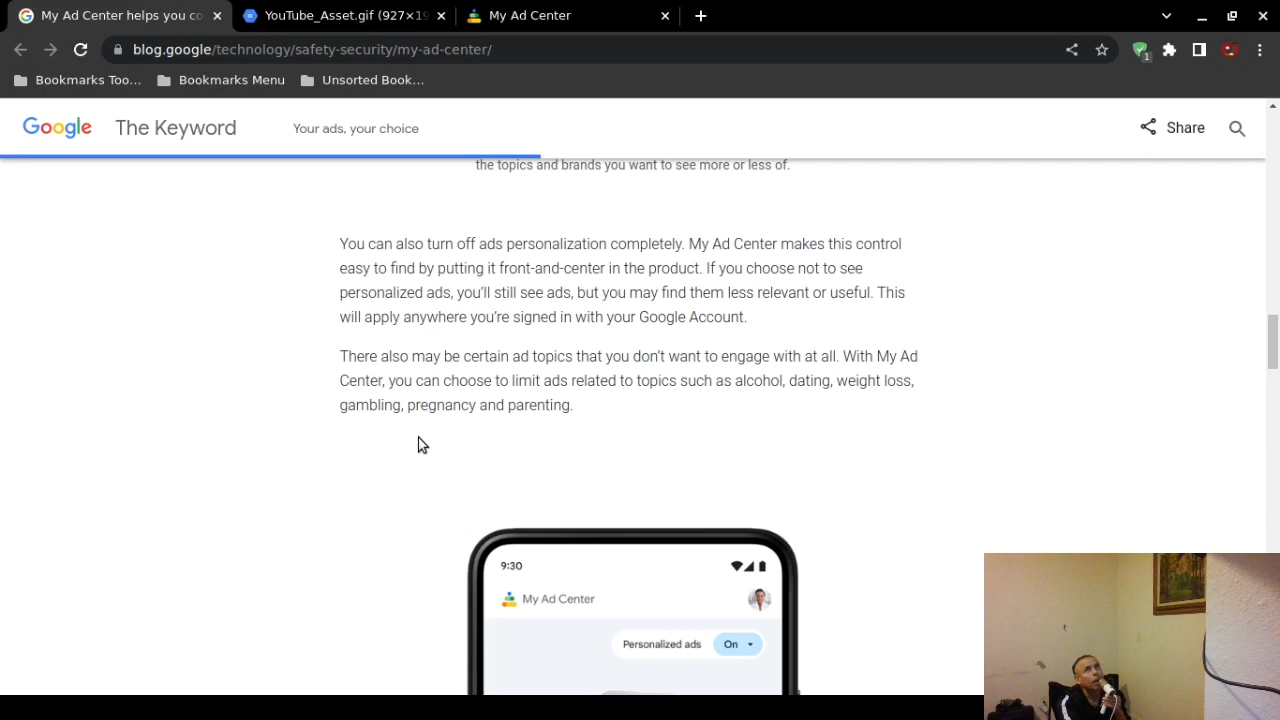 My Ad Center helps you co
YouTube_Asset.gif (927×19
My Ad Center
blog.google/technology/safety-security/my-ad-center/
1
Bookmarks Too...
Bookmarks Menu
Unsorted Book...
Google
The Keyword
Your ads, your choice
Share
the topics and brands you want to see more or less of.
You can also turn off ads personalization completely. My Ad Center makes this control
easy to find by putting it front-and-center in the product. If you choose not to see
personalized ads, you’ll still see ads, but you may find them less relevant or useful. This
will apply anywhere you’re signed in with your Google Account.
There also may be certain ad topics that you don’t want to engage with at all. With My Ad
Center, you can choose to limit ads related to topics such as alcohol, dating, weight loss,
gambling, pregnancy and parenting.
9:30
My Ad Center
Personalized ads
On